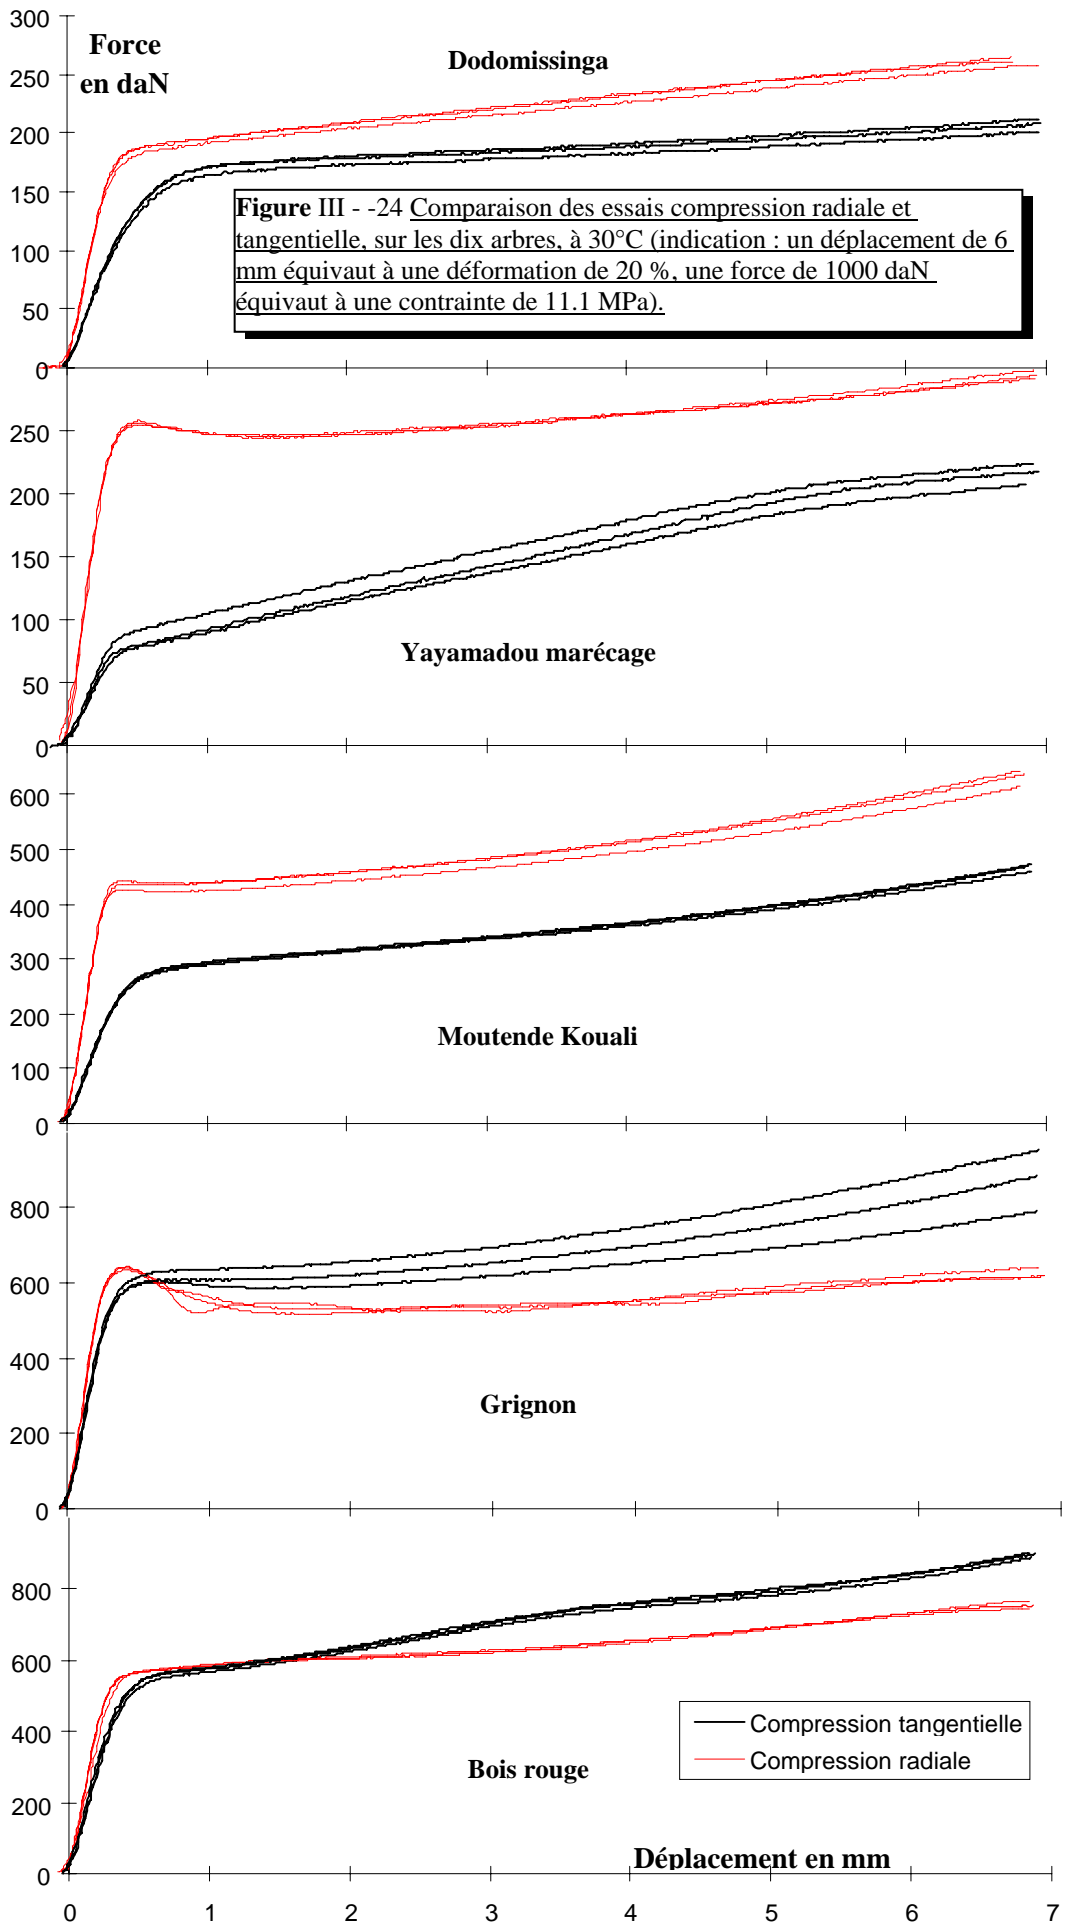 300
Force
en daN
Dodomissinga
250
200
150
100
50
0
Figure III - -24 Comparaison des essais compression radiale et
tangentielle, sur les dix arbres, à 30°C (indication : un déplacement de 6
mm équivaut à une déformation de 20 %, une force de 1000 daN
équivaut à une contrainte de 11.1 MPa).
250
200
150
100
50
0
Yayamadou marécage
600
500
400
300
200
100
0
Moutende Kouali
800
600
400
200
0
Grignon
800
600
400
200
0
Compression tangentielle
Compression radiale
Bois rouge
Déplacement en mm
0 1 2 3 4 5 6 7